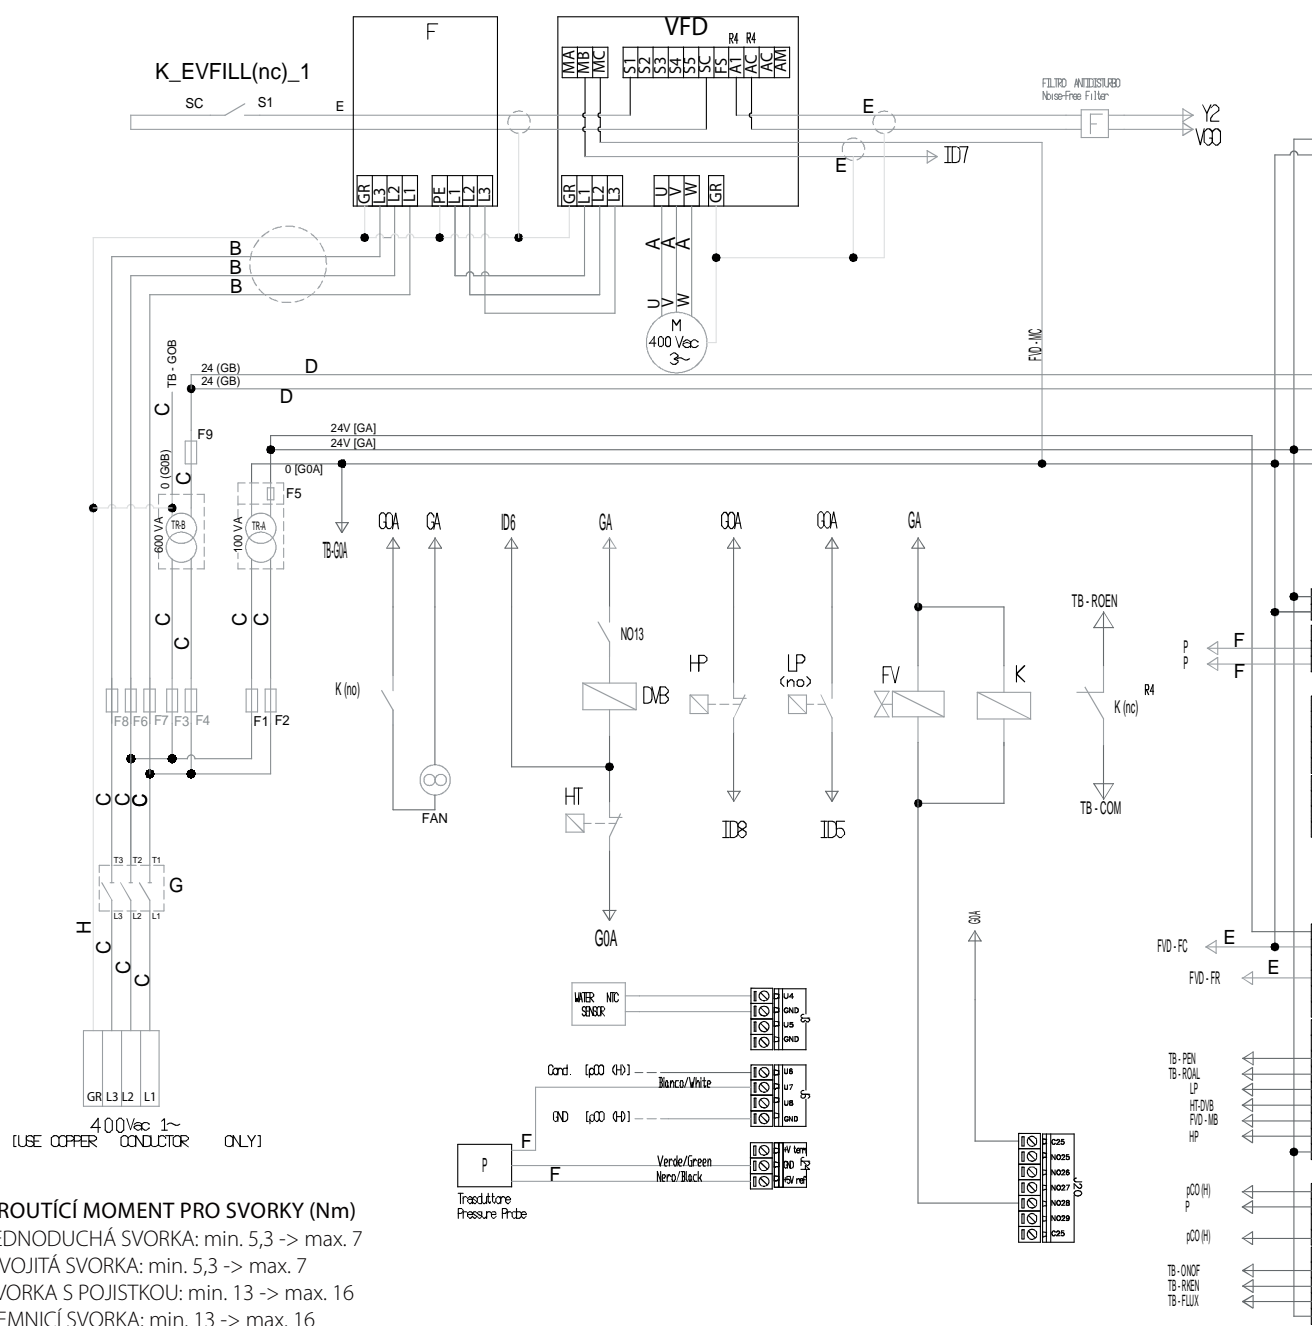 F
VFD
R4 R4
K_EVFILL(nc)_1
MA MB MC S1 S2 S3 S4 S5 SC FS A1 AC AC AM
FILTRO ANTIDISTURBO
Noise-Free Filter
SC S1 E
E
F
Y2
VG0
E
ID7
GR L3 L2 L1 PE L1 L2 L3
GR L1 L2 L3 U V W GR
B
B
B
A A A
U V W
M
400 Vac
3~
FVD - MC
TB - GOB
24 (GB)
24 (GB)
D
D
C
F9
24V [GA]
24V [GA]
0 (G0B)
C
0 [G0A]
F5
600 VA
TR-B
100 VA
TR-A
TB-G0A
G0A GA ID6 GA G0A G0A GA
C C C C
NO13
TB - ROEN
P F
P F
K (no)
DVB
HP
LP
(no)
FV
K
K (nc)
R4
F8 F6 F7 F3 F4 F1 F2
FAN
HT
ID8
ID5
TB - COM
C C C
T3 T2 T1
G
L3 L2 L1
H
C
C
C
G0A
G0A
FVD - FC E
FVD - FR E
WATER NTC
SENSOR
U4
GND
U5
GND
J3
Cond. [pCO (H)]
Bianco/White
GND [pCO (H)]
U6
U7
U8
GND
TB - PEN
TB - ROAL
LP
HT-DVB
FVD - MB
HP
GR L3 L2 L1
400Vac 1~
[USE COPPER CONDUCTOR ONLY]
P
F
F
Verde/Green
Nero/Black
+V term
GND
+5V ref
Trasduttore
Pressure Probe
C25
NO25
NO26
NO27
NO28
NO29
C25
J20
pCO (H)
P
pCO (H)
TB - ONOF
TB - RKEN
TB - FLUX
ROUTÍCÍ MOMENT PRO SVORKY (Nm)
EDNODUCHÁ SVORKA: min. 5,3 -> max. 7
VOJITÁ SVORKA: min. 5,3 -> max. 7
VORKA S POJISTKOU: min. 13 -> max. 16
EMNICÍ SVORKA: min. 13 -> max. 16